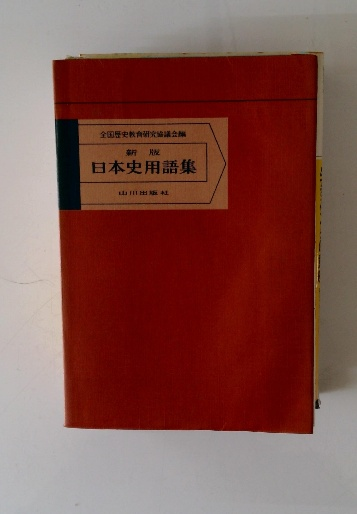 全国歴史教育研究協議会編
新版
日本史用語集
山川出版社